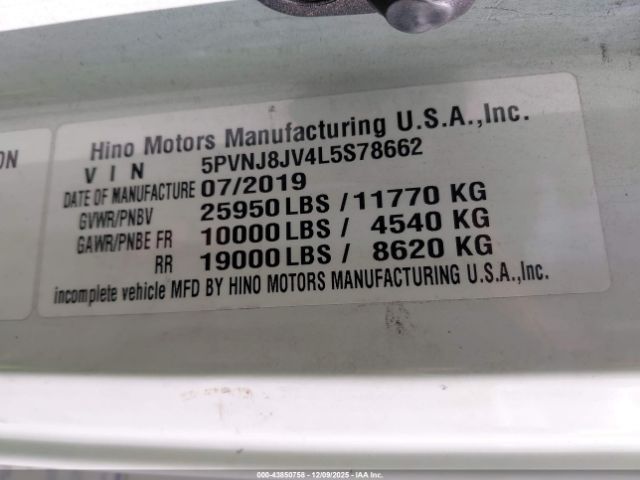 ON
Hino Motors Manufacturing U.S.A.,Inc.
VIN 5PVNJ8JV4L5S78662
DATE OF MANUFACTURE 07/2019
GVWR/PNBV 25950 LBS / 11770 KG
GAWR/PNBE FR 10000 LBS / 4540 KG
RR 19000 LBS / 8620 KG
incomplete vehicle MFD BY HINO MOTORS MANUFACTURING U.S.A.,Inc.
000-43850758 - 12/09/2025 - IAA Inc.